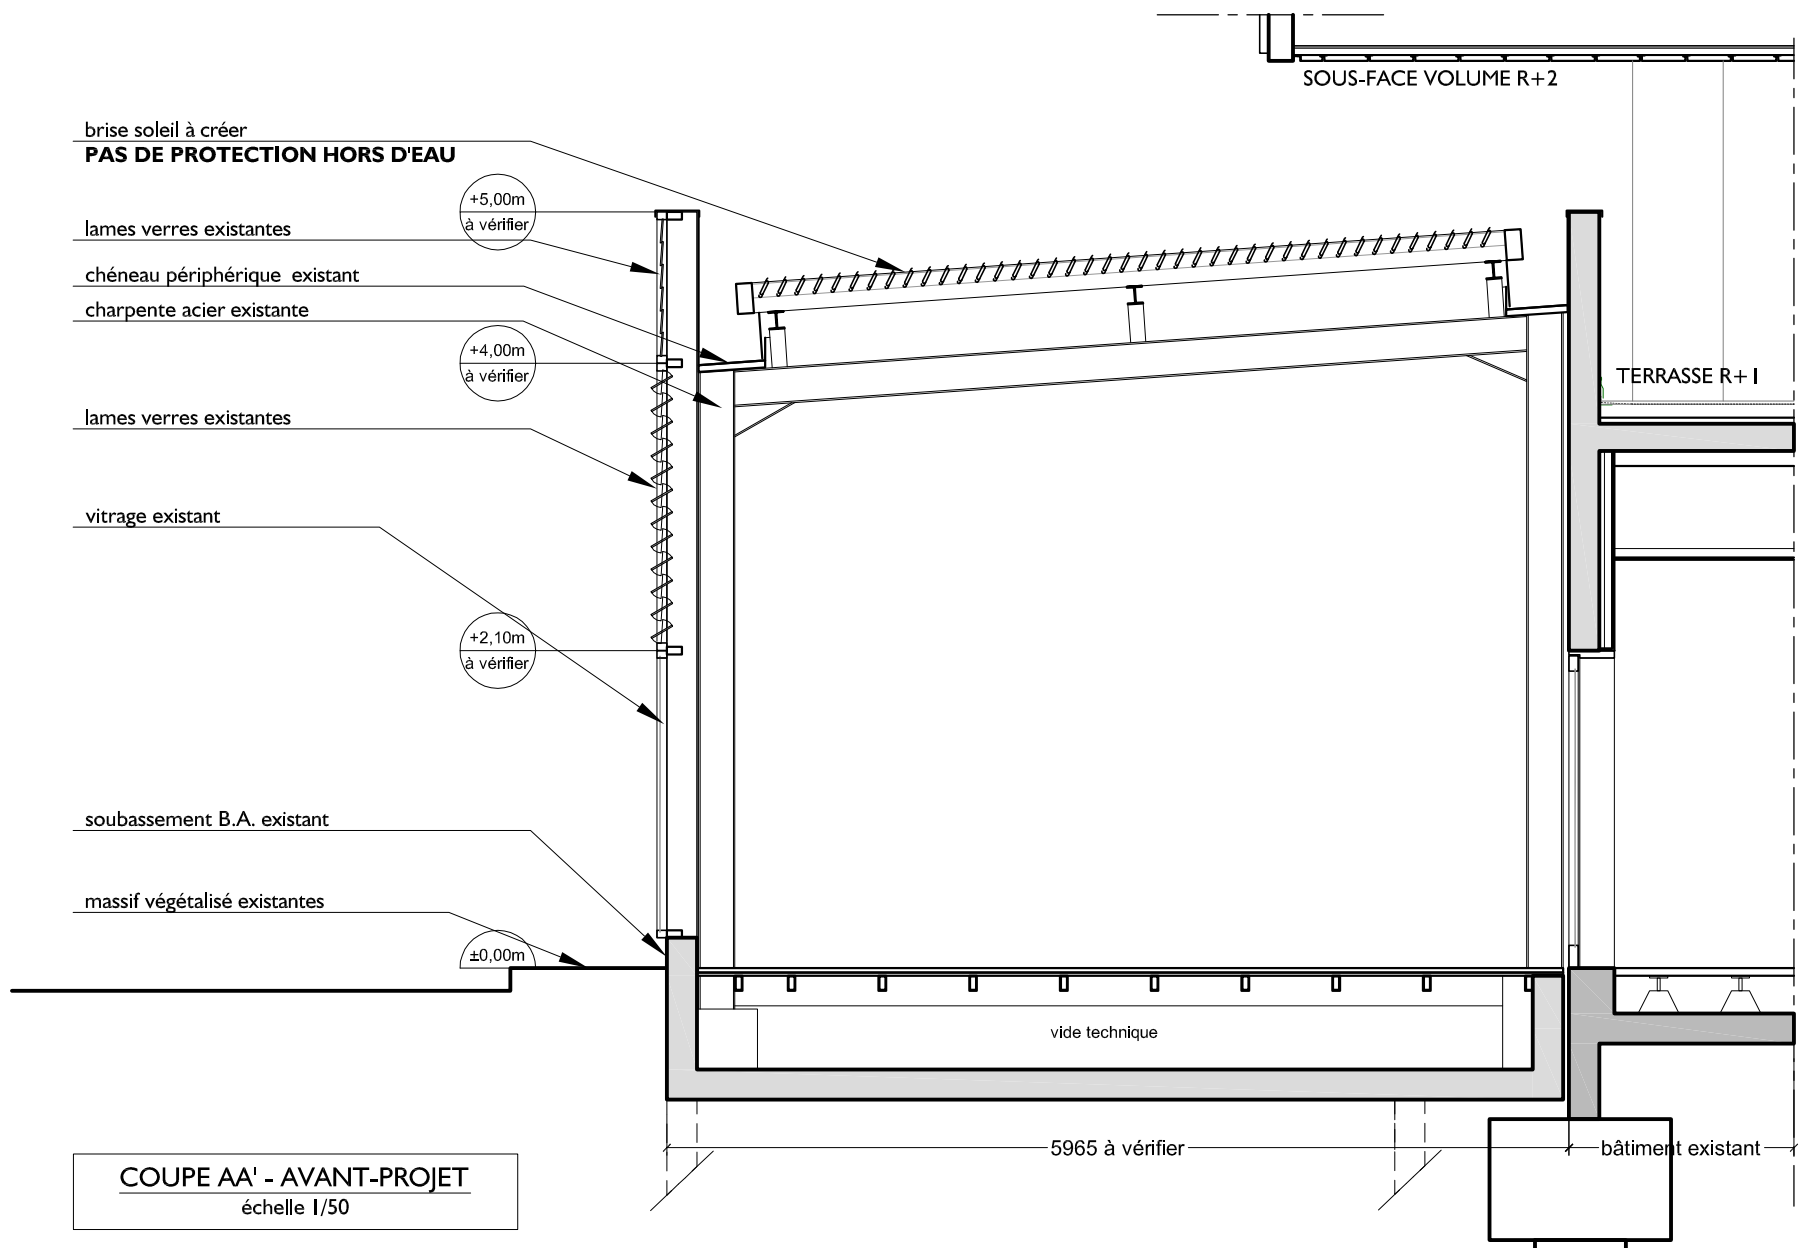 SOUS-FACE VOLUME R+2
brise soleil à créer
PAS DE PROTECTION HORS D'EAU
+5,00m
à vérifier
lames verres existantes
chéneau périphérique existant
charpente acier existante
+4,00m
à vérifier
TERRASSE R+1
lames verres existantes
vitrage existant
+2,10m
à vérifier
soubassement B.A. existant
massif végétalisé existantes
±0,00m
vide technique
5965 à vérifier
bâtiment existant
COUPE AA' - AVANT-PROJET
échelle 1/50